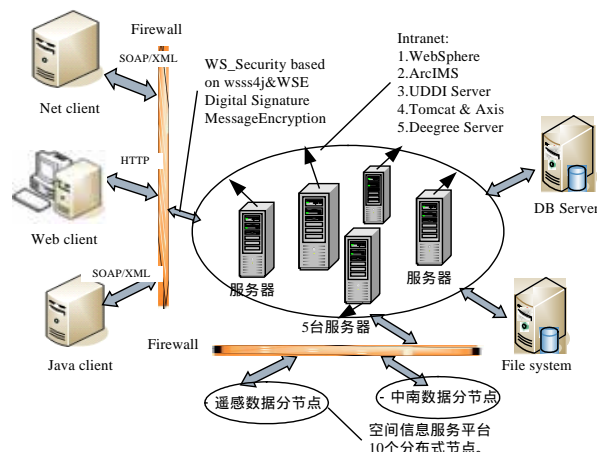 Firewall
SOAP/XML
Net client
HTTP
Web client
SOAP/XML
Java client
WS_Security based
on wsss4j&WSE
Digital Signature
MessageEncryption
Intranet:
1.WebSphere
2.ArcIMS
3.UDDI Server
4.Tomcat & Axis
5.Deegree Server
服务器
服务器
5台服务器
DB Server
File system
Firewall
- 遥感数据分节点
- 中南数据分节点
空间信息服务平台
10个分布式节点。